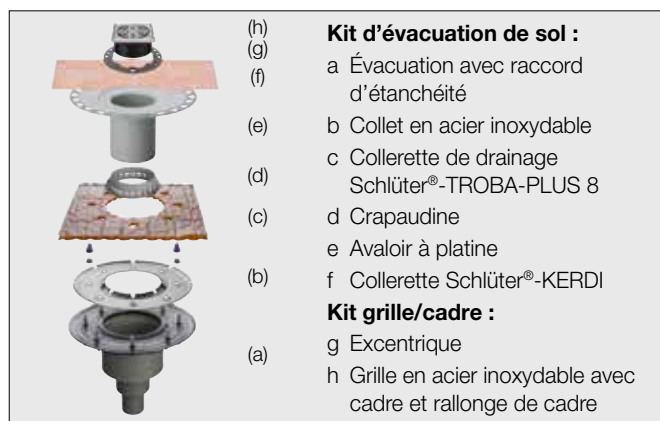 (h)
(g)
(f)
(e)
(d)
(c)
(b)
(a)
Kit d'évacuation de sol :
a Évacuation avec raccord
d'étanchéité
b Collet en acier inoxydable
c Collerette de drainage
Schlüter®-TROBA-PLUS 8
d Crapaudine
e Avaloir à platine
f Collerette Schlüter®-KERDI
Kit grille/cadre :
g Excentrique
h Grille en acier inoxydable avec
cadre et rallonge de cadre